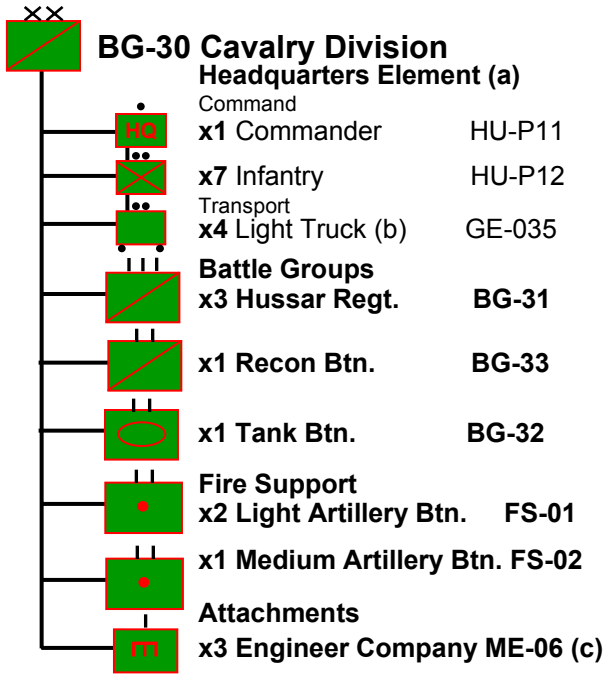 BG-30 Cavalry Division
Headquarters Element (a)
Command
HQ
x1 Commander HU-P11
x7 Infantry HU-P12
Transport
x4 Light Truck (b) GE-035
Battle Groups
x3 Hussar Regt. BG-31
x1 Recon Btn. BG-33
x1 Tank Btn. BG-32
Fire Support
x2 Light Artillery Btn. FS-01
x1 Medium Artillery Btn. FS-02
Attachments
x3 Engineer Company ME-06 (c)